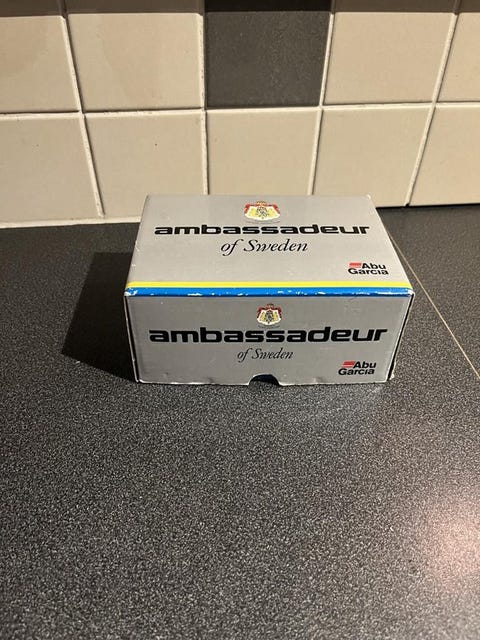 ambassadeur
of Sweden
Abu
Garcia
ambassadeur
of Sweden
Abu
Garcia